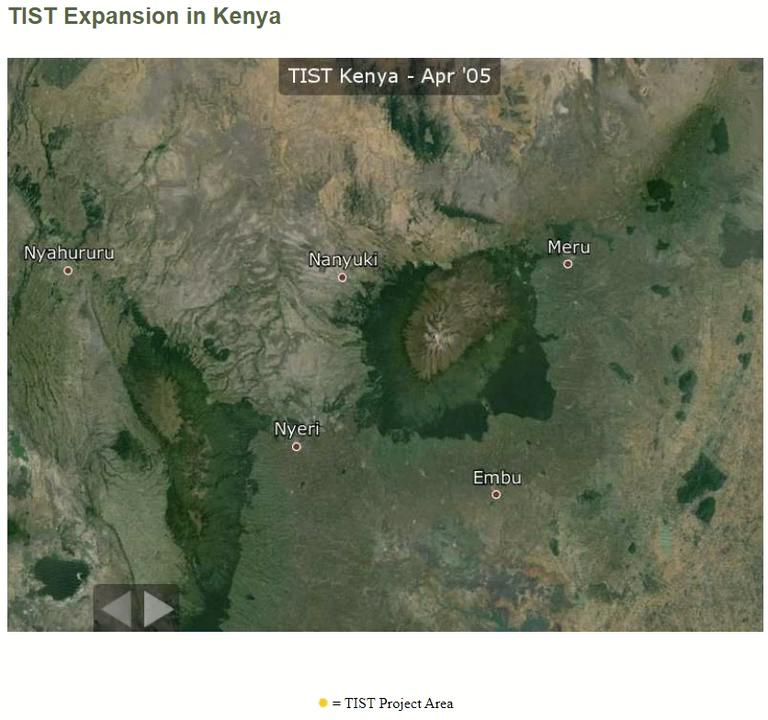 TIST Expansion in Kenya
TIST Kenya - Apr '05
Nyahururu
Nanyuki
Meru
Nyeri
Embu
= TIST Project Area